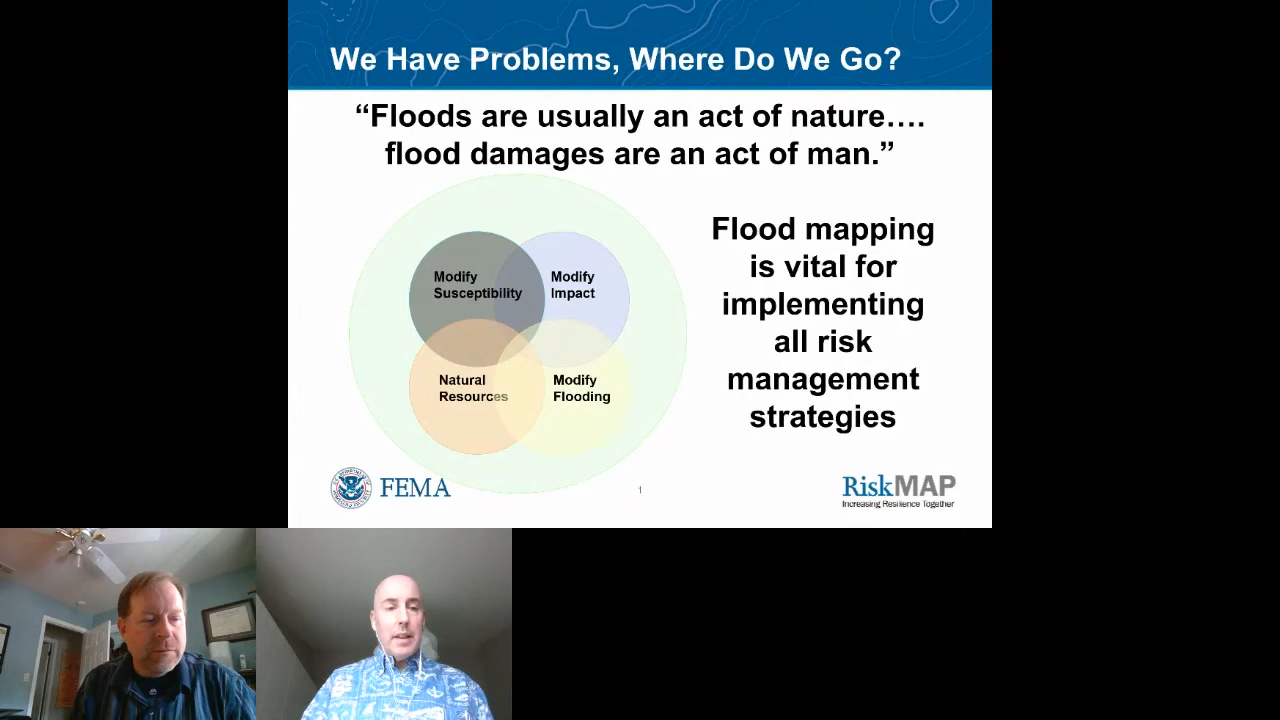 We Have Problems, Where Do We Go?
“Floods are usually an act of nature….
flood damages are an act of man.”
Modify
Susceptibility
Modify
Impact
Natural
Resources
Modify
Flooding
Flood mapping
is vital for
implementing
all risk
management
strategies
FEMA
1
RiskMAP
Increasing Resilience Together